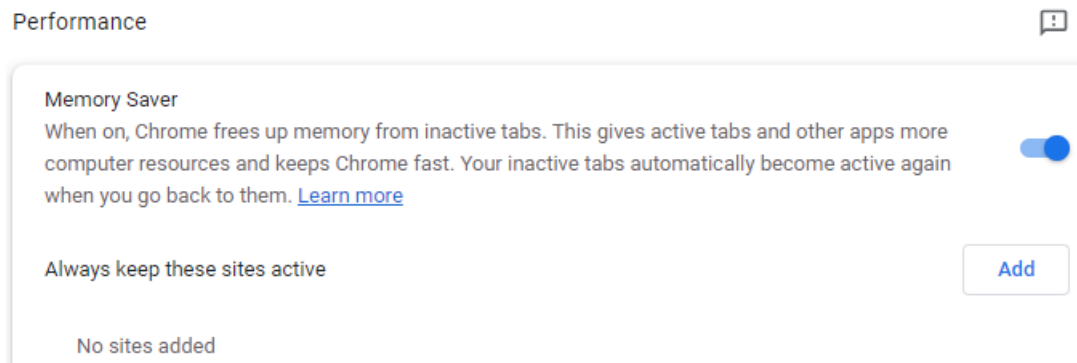 Performance
Memory Saver
When on, Chrome frees up memory from inactive tabs. This gives active tabs and other apps more
computer resources and keeps Chrome fast. Your inactive tabs automatically become active again
when you go back to them. Learn more
Always keep these sites active
Add
No sites added